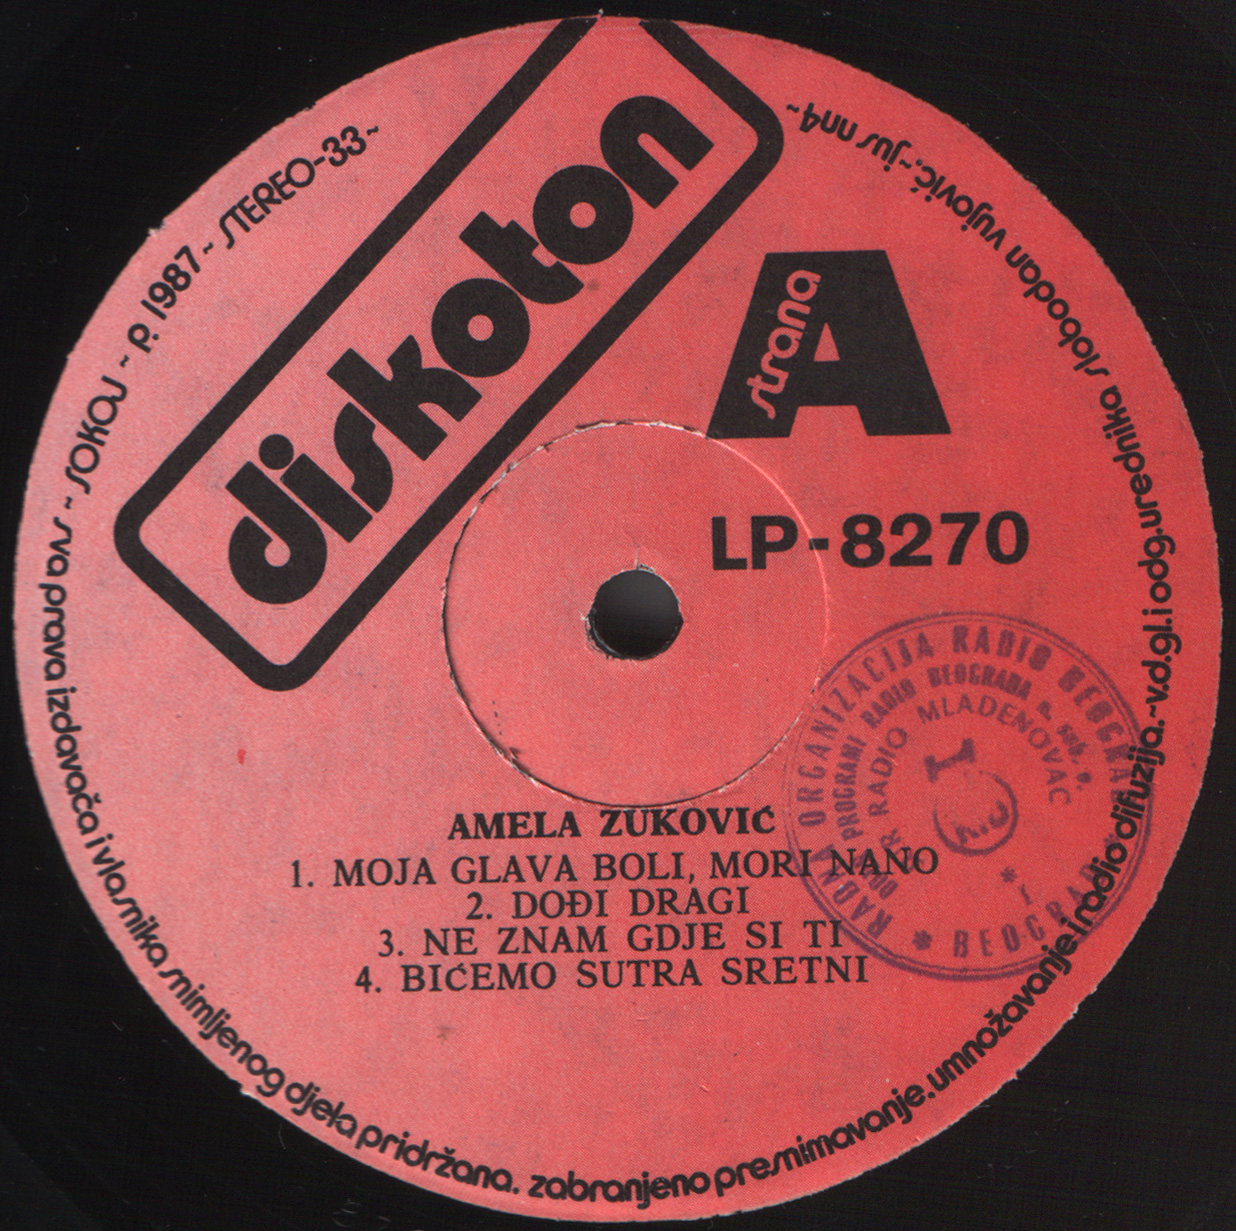 diskoton
strana
A
LP-8270
AMELA ZUKOVIĆ
1. MOJA GLAVA BOLI, MORI NANO
2. DOĐI DRAGI
3. NE ZNAM GDJE SI TI
4. BIĆEMO SUTRA SRETNI
~ sva prava izdavača i vlasnika snimljenog djela pridržana. zabranjeno presnimavanje. umnožavanje i radio difuzija.~v.d.gl. i odg. urednika slobodan vujović.~jus nn4~
SOKOJ ~ p. 1987 ~ STEREO-33 ~
RADNA ORGANIZACIJA RADIO BEOGRAD
PROGRAMI RADIO BEOGRADA
RADIO MLADENOVAC
10
* I
* BEOGRAD